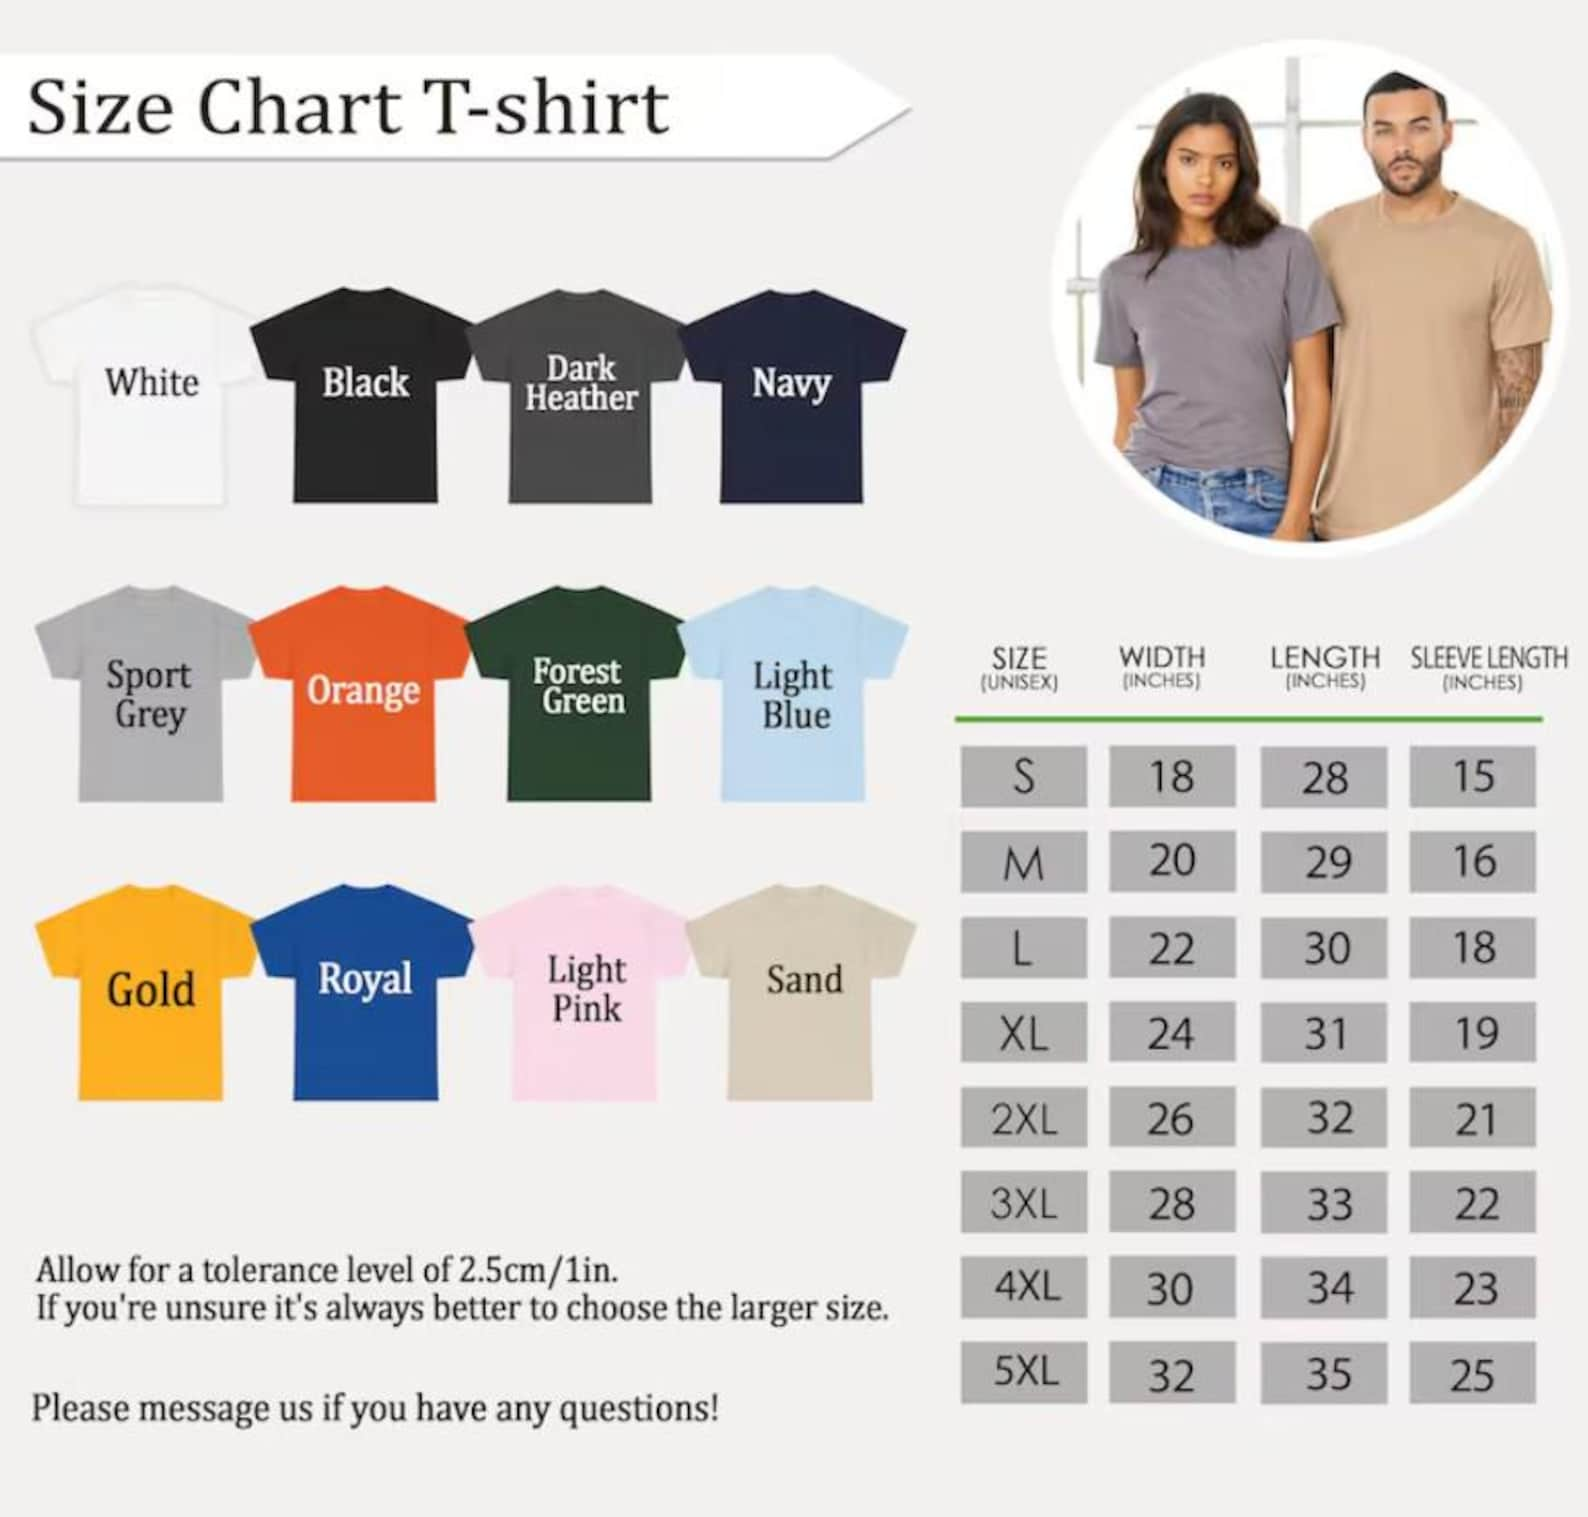 Size Chart T-shirt
White
Black
Dark
Heather
Navy
Sport
Grey
Orange
Forest
Green
Light
Blue
Gold
Royal
Light
Pink
Sand
SIZE WIDTH LENGTH SLEEVE LENGTH
(UNISEX) (INCHES) (INCHES) (INCHES)
S 18 28 15
M 20 29 16
L 22 30 18
XL 24 31 19
2XL 26 32 21
3XL 28 33 22
4XL 30 34 23
5XL 32 35 25
Allow for a tolerance level of 2.5cm/1in.
If you're unsure it's always better to choose the larger size.
Please message us if you have any questions!